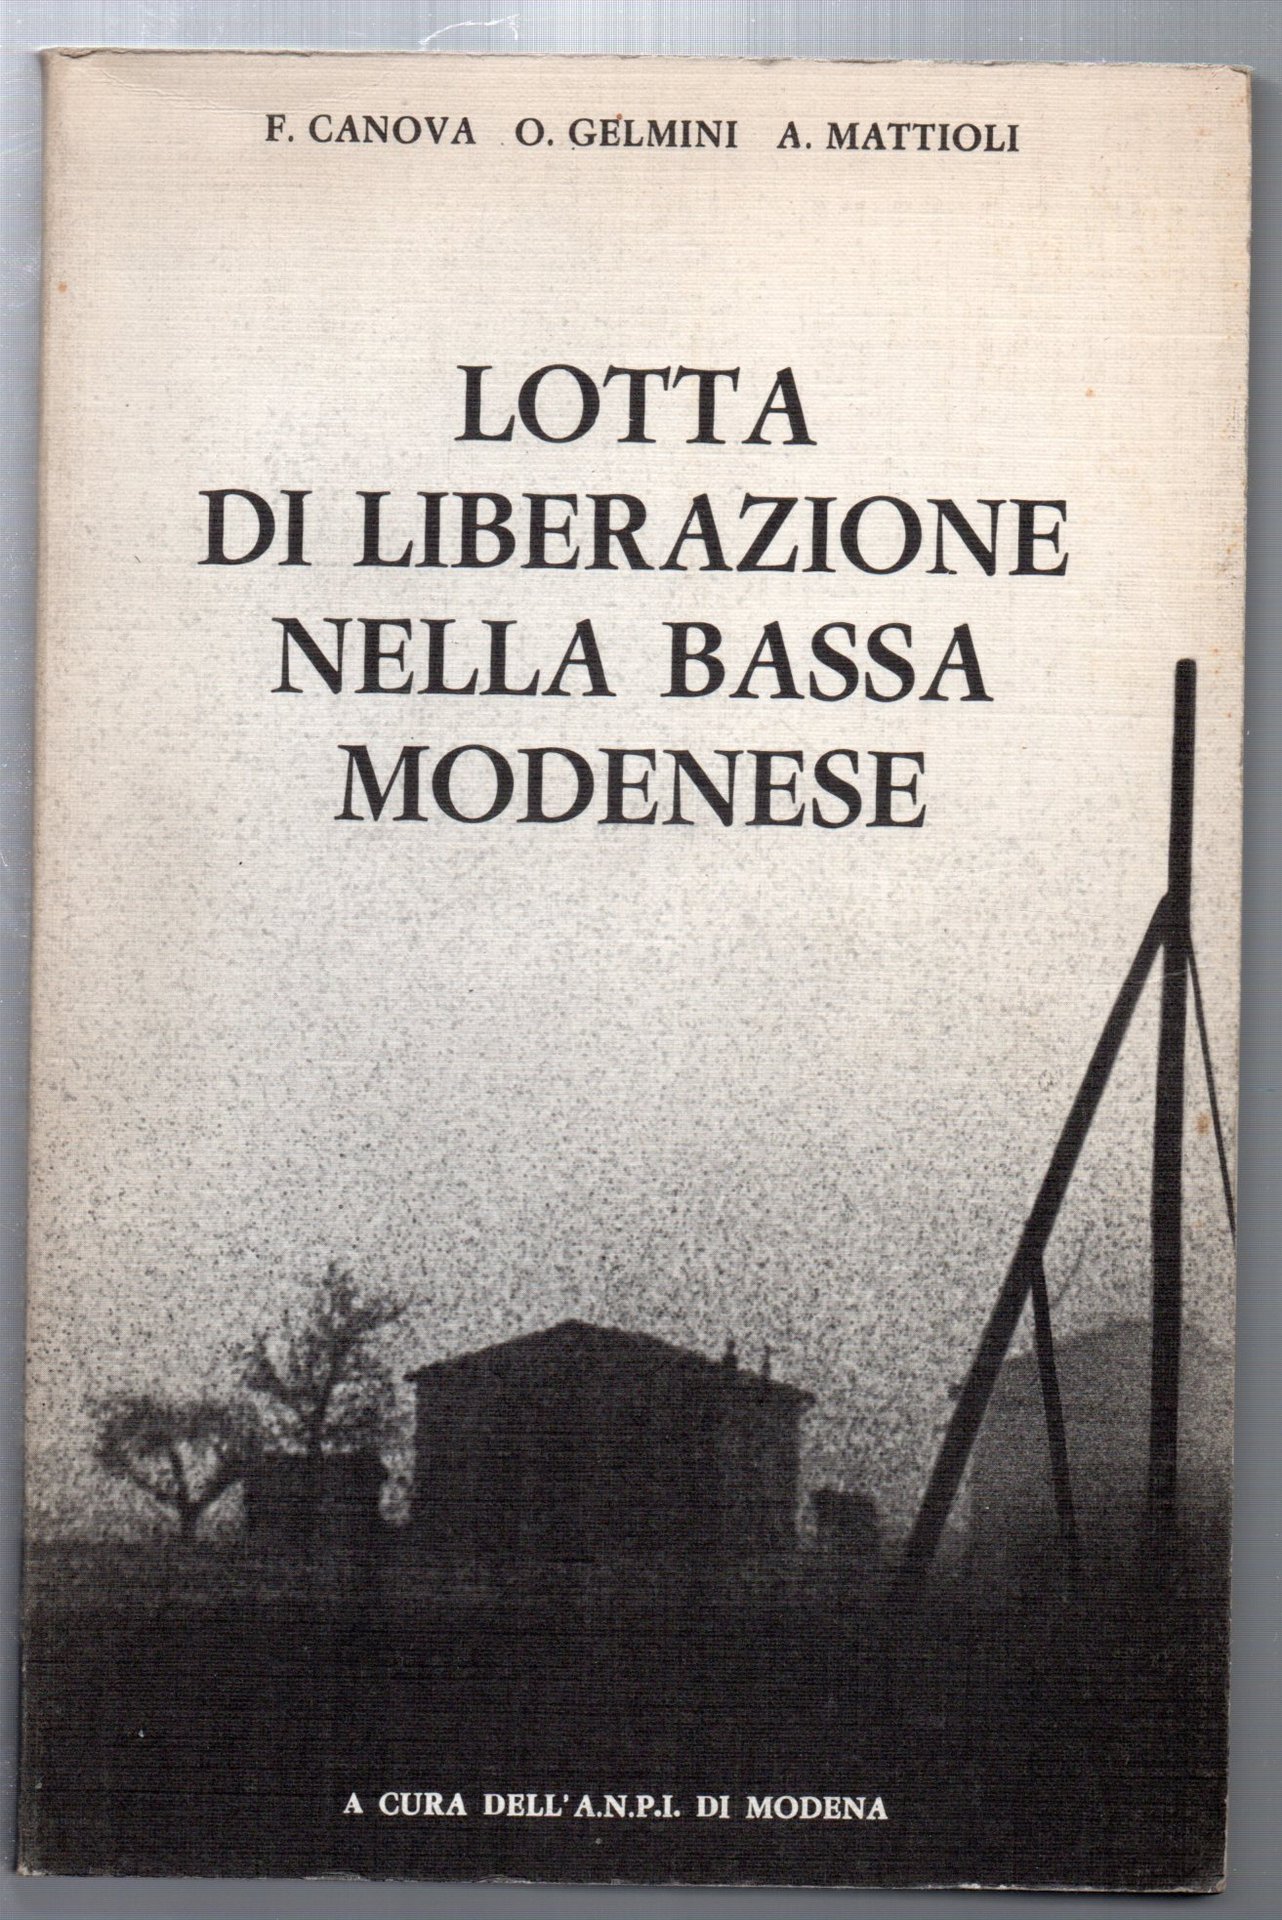 F. CANOVA O. GELMINI A. MATTIOLI
LOTTA
DI LIBERAZIONE
NELLA BASSA
MODENESE
A CURA DELL'A.N.P.I. DI MODENA